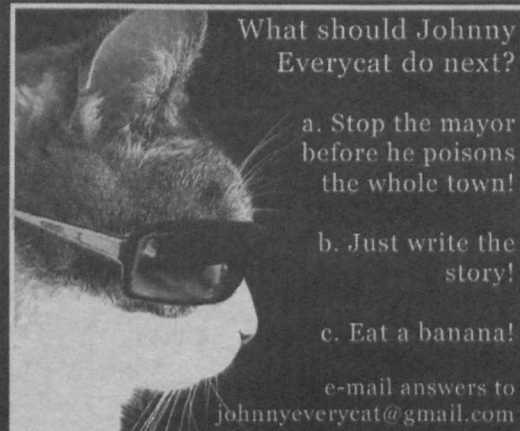 What should Johnny
Everycat do next?
a. Stop the mayor
before he poisons
the whole town!
b. Just write the
story!
c. Eat a banana!
e-mail answers to
johnnyeverycat@gmail.com